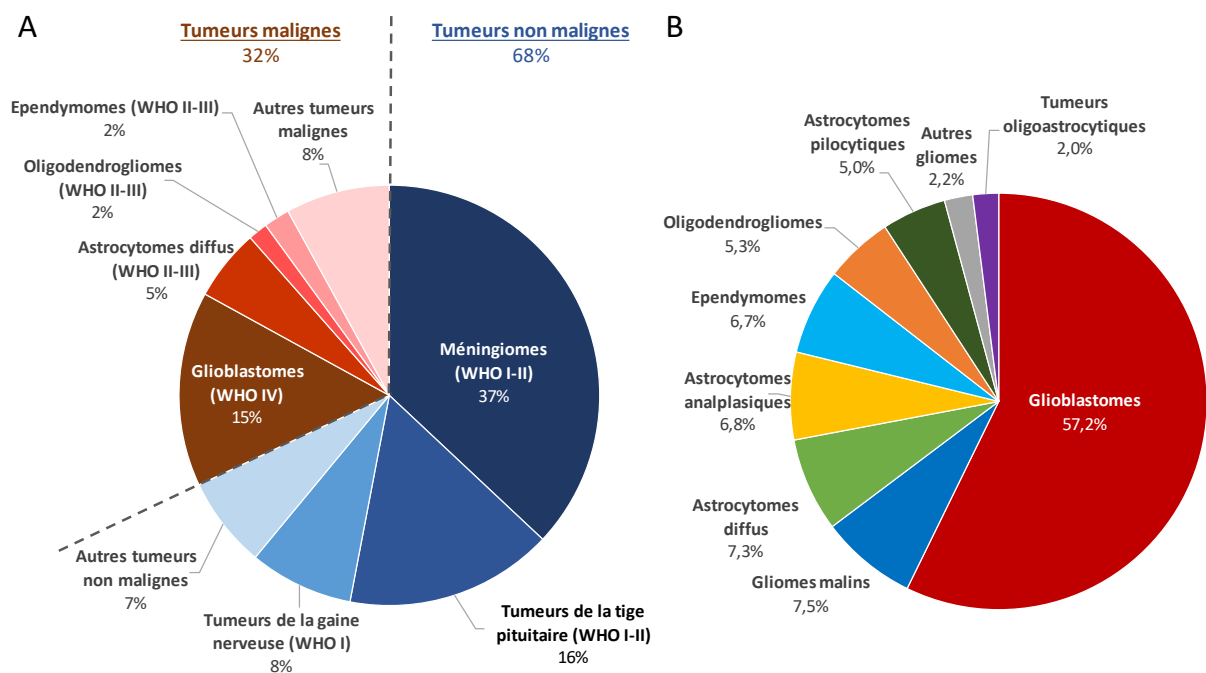 A
Tumeurs malignes
32%
Tumeurs non malignes
68%
Ependymomes (WHO II-III)
2%
Autres tumeurs
malignes
8%
Oligodendrogliomes
(WHO II-III)
2%
Astrocytomes diffus
(WHO II-III)
5%
Glioblastomes
(WHO IV)
15%
Méningiomes
(WHO I-II)
37%
Autres tumeurs
non malignes
7%
Tumeurs de la gaine
nerveuse (WHO I)
8%
Tumeurs de la tige
pituitaire (WHO I-II)
16%
B
Tumeurs
oligoastrocytiques
2,0%
Astrocytomes
pilocytiques
5,0%
Autres
gliomes
2,2%
Oligodendrogliomes
5,3%
Ependymomes
6,7%
Astrocytomes
analplasiques
6,8%
Glioblastomes
57,2%
Astrocytomes
diffus
7,3%
Gliomes malins
7,5%